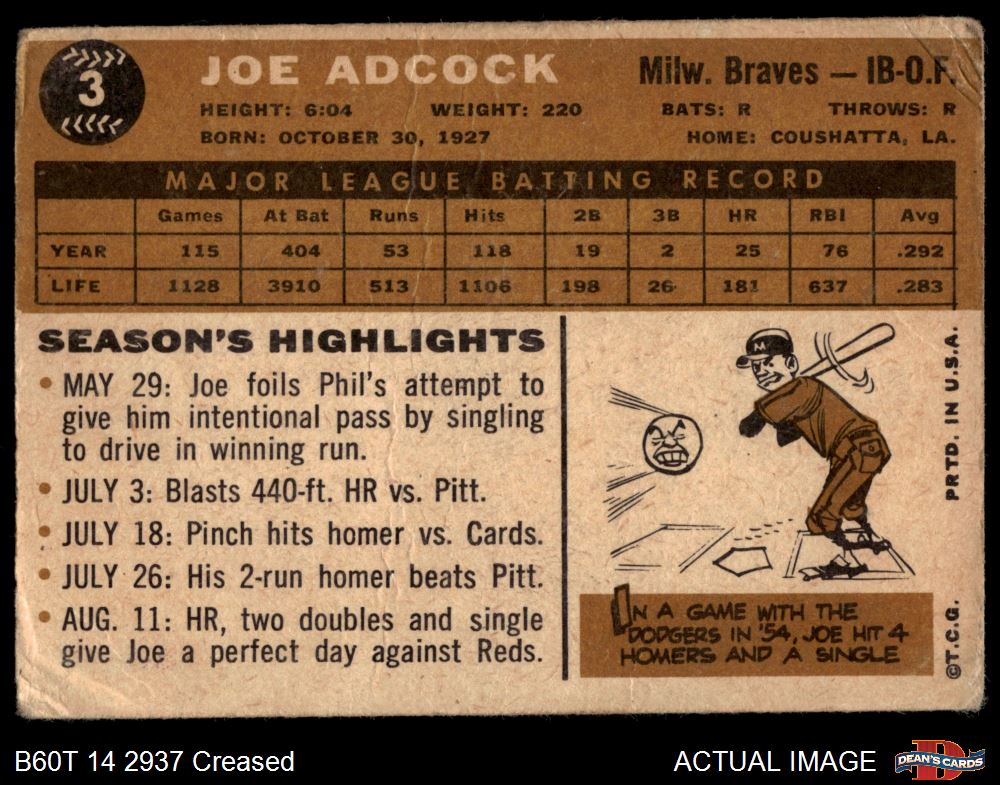 3
JOE ADCOCK
Milw. Braves — IB-O.F.
HEIGHT: 6:04 WEIGHT: 220 BATS: R THROWS: R
BORN: OCTOBER 30, 1927 HOME: COUSHATTA, LA.
MAJOR LEAGUE BATTING RECORD
Games At Bat Runs Hits 2B 3B HR RBI Avg
YEAR 115 404 53 118 19 2 25 76 .292
LIFE 1128 3910 513 1106 198 26 181 637 .283
SEASON'S HIGHLIGHTS
• MAY 29: Joe foils Phil's attempt to
give him intentional pass by singling
to drive in winning run.
• JULY 3: Blasts 440-ft. HR vs. Pitt.
• JULY 18: Pinch hits homer vs. Cards.
• JULY 26: His 2-run homer beats Pitt.
• AUG. 11: HR, two doubles and single
give Joe a perfect day against Reds.
M
IN A GAME WITH THE
DODGERS IN '54, JOE HIT 4
HOMERS AND A SINGLE
©T.C.G. PRTD. IN U.S.A.
B60T 14 2937 Creased
ACTUAL IMAGE
D
DEAN'S CARDS